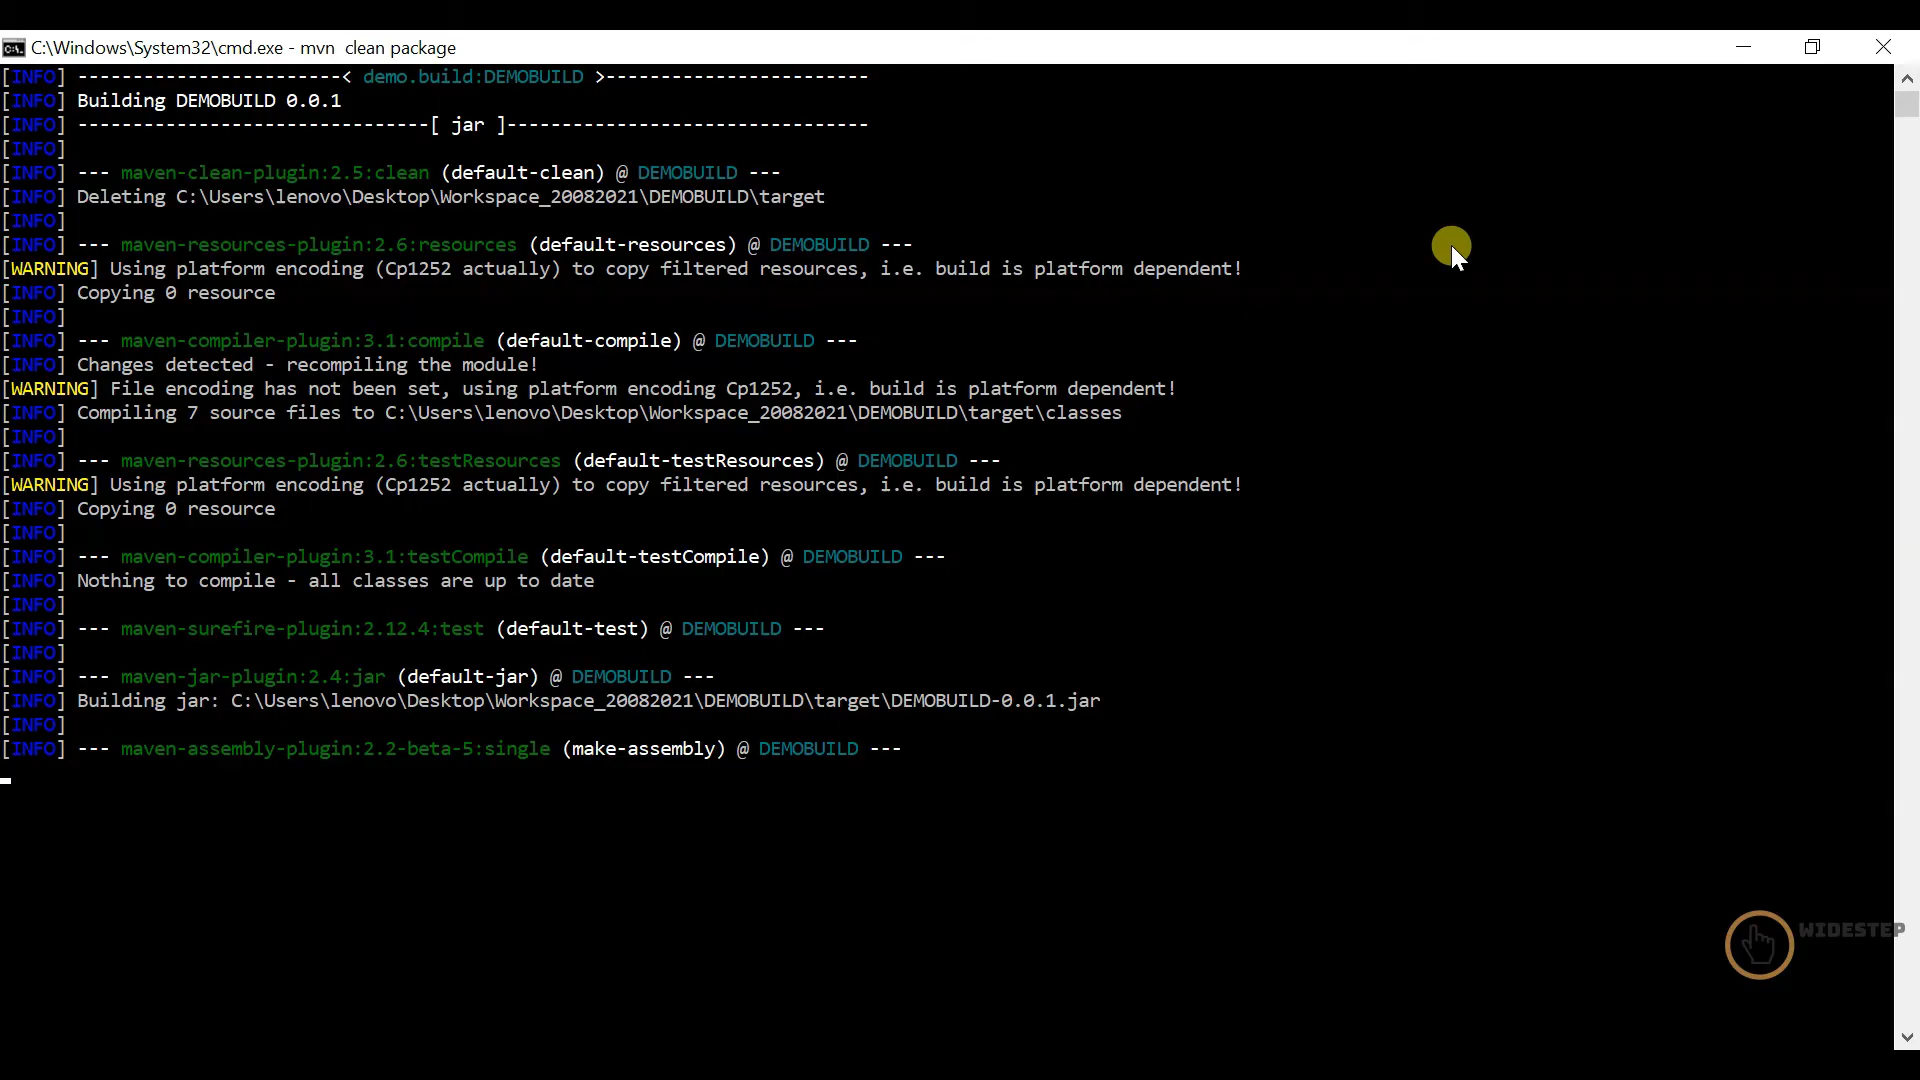 C:\Windows\System32\cmd.exe - mvn  clean package
[INFO] ------------------------< demo.build:DEMOBUILD >------------------------
[INFO] Building DEMOBUILD 0.0.1
[INFO] --------------------------------[ jar ]---------------------------------
[INFO]
[INFO] --- maven-clean-plugin:2.5:clean (default-clean) @ DEMOBUILD ---
[INFO] Deleting C:\Users\lenovo\Desktop\Workspace_20082021\DEMOBUILD\target
[INFO]
[INFO] --- maven-resources-plugin:2.6:resources (default-resources) @ DEMOBUILD ---
[WARNING] Using platform encoding (Cp1252 actually) to copy filtered resources, i.e. build is platform dependent!
[INFO] Copying 0 resource
[INFO]
[INFO] --- maven-compiler-plugin:3.1:compile (default-compile) @ DEMOBUILD ---
[INFO] Changes detected - recompiling the module!
[WARNING] File encoding has not been set, using platform encoding Cp1252, i.e. build is platform dependent!
[INFO] Compiling 7 source files to C:\Users\lenovo\Desktop\Workspace_20082021\DEMOBUILD\target\classes
[INFO]
[INFO] --- maven-resources-plugin:2.6:testResources (default-testResources) @ DEMOBUILD ---
[WARNING] Using platform encoding (Cp1252 actually) to copy filtered resources, i.e. build is platform dependent!
[INFO] Copying 0 resource
[INFO]
[INFO] --- maven-compiler-plugin:3.1:testCompile (default-testCompile) @ DEMOBUILD ---
[INFO] Nothing to compile - all classes are up to date
[INFO]
[INFO] --- maven-surefire-plugin:2.12.4:test (default-test) @ DEMOBUILD ---
[INFO]
[INFO] --- maven-jar-plugin:2.4:jar (default-jar) @ DEMOBUILD ---
[INFO] Building jar: C:\Users\lenovo\Desktop\Workspace_20082021\DEMOBUILD\target\DEMOBUILD-0.0.1.jar
[INFO]
[INFO] --- maven-assembly-plugin:2.2-beta-5:single (make-assembly) @ DEMOBUILD ---
WIDESTEP